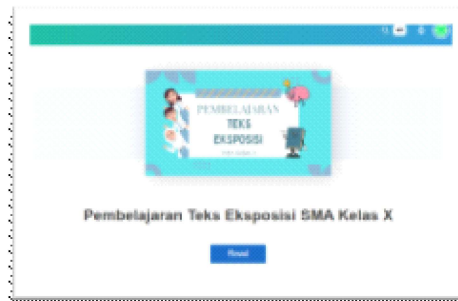 PEMBELAJARAN
TEKS
EKSPOSISI
Pembelajaran Teks Eksposisi SMA Kelas X
Read